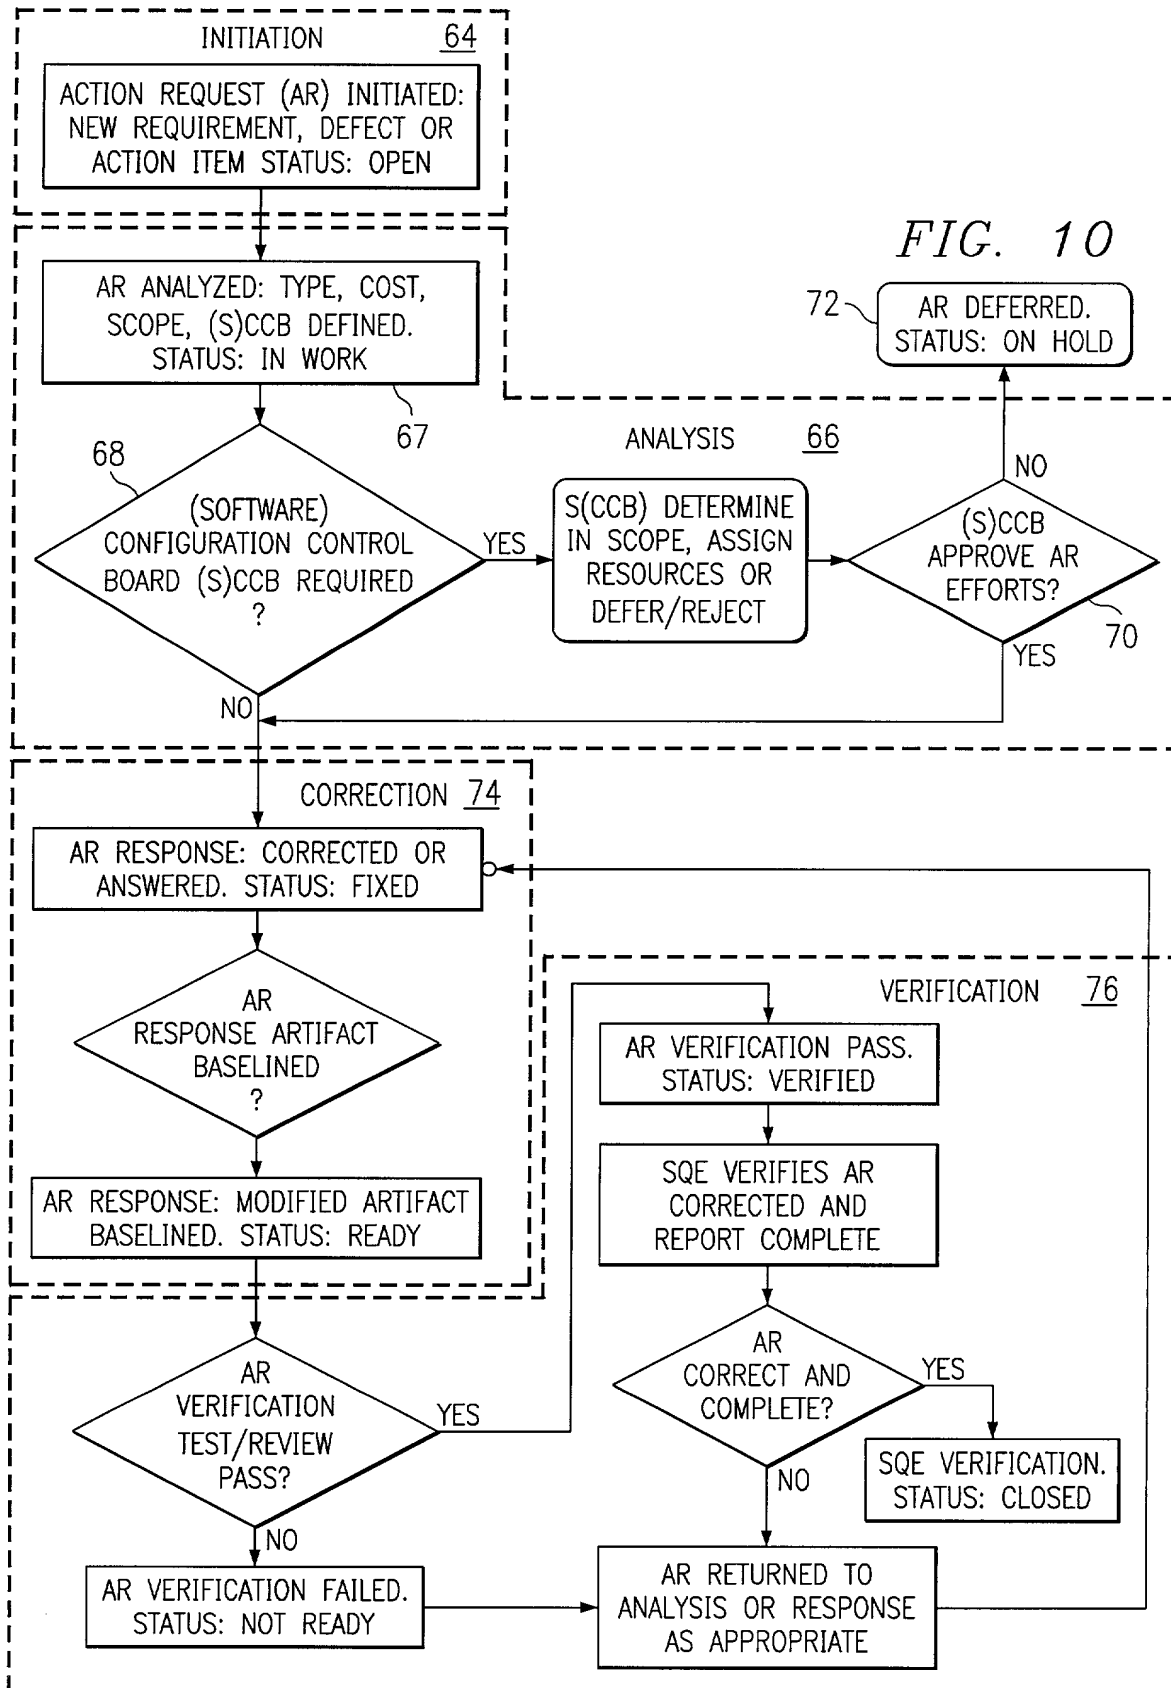 INITIATION 64
ACTION REQUEST (AR) INITIATED:
NEW REQUIREMENT, DEFECT OR
ACTION ITEM STATUS: OPEN
FIG. 10
AR ANALYZED: TYPE, COST,
SCOPE, (S)CCB DEFINED.
STATUS: IN WORK
67
72
AR DEFERRED.
STATUS: ON HOLD
ANALYSIS 66
68
(SOFTWARE)
CONFIGURATION CONTROL
BOARD (S)CCB REQUIRED
?
YES
NO
S(CCB) DETERMINE
IN SCOPE, ASSIGN
RESOURCES OR
DEFER/REJECT
NO
(S)CCB
APPROVE AR
EFFORTS?
70
YES
CORRECTION 74
AR RESPONSE: CORRECTED OR
ANSWERED. STATUS: FIXED
AR
RESPONSE ARTIFACT
BASELINED
?
AR RESPONSE: MODIFIED ARTIFACT
BASELINED. STATUS: READY
VERIFICATION 76
AR
VERIFICATION
TEST/REVIEW
PASS?
YES
NO
AR VERIFICATION FAILED.
STATUS: NOT READY
AR VERIFICATION PASS.
STATUS: VERIFIED
SQE VERIFIES AR
CORRECTED AND
REPORT COMPLETE
AR
CORRECT AND
COMPLETE?
YES
NO
SQE VERIFICATION.
STATUS: CLOSED
AR RETURNED TO
ANALYSIS OR RESPONSE
AS APPROPRIATE